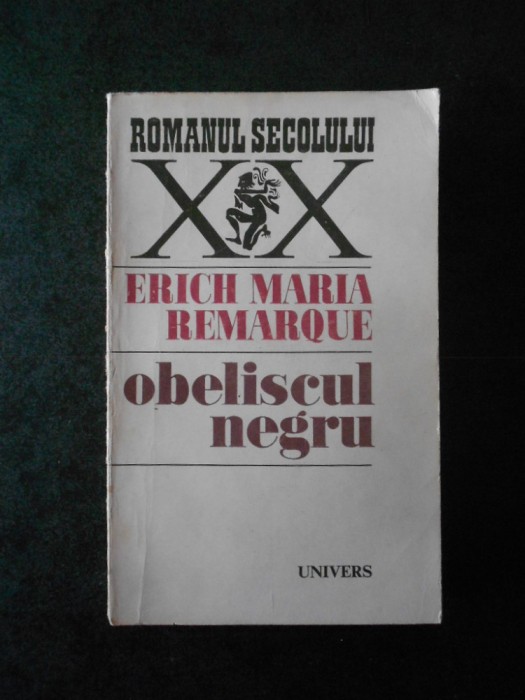 ROMANUL SECOLULUI
XX
ERICH MARIA
REMARQUE
obeliscul
negru
UNIVERS